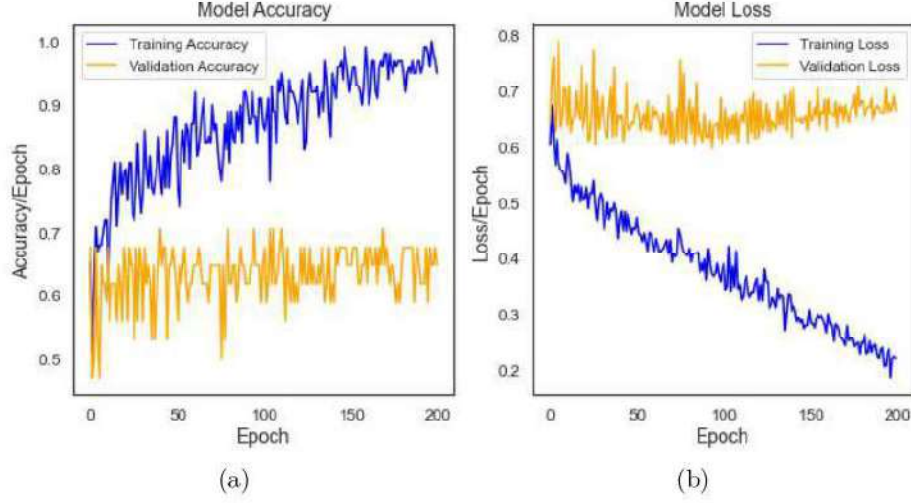 Model Accuracy
1.0
0.9
0.8
0.7
0.6
0.5
Accuracy/Epoch
Training Accuracy
Validation Accuracy
0
50
100
150
200
Epoch
(a)
Model Loss
0.8
0.7
0.6
0.5
0.4
0.3
0.2
Loss/Epoch
Training Loss
Validation Loss
0
50
100
150
200
Epoch
(b)